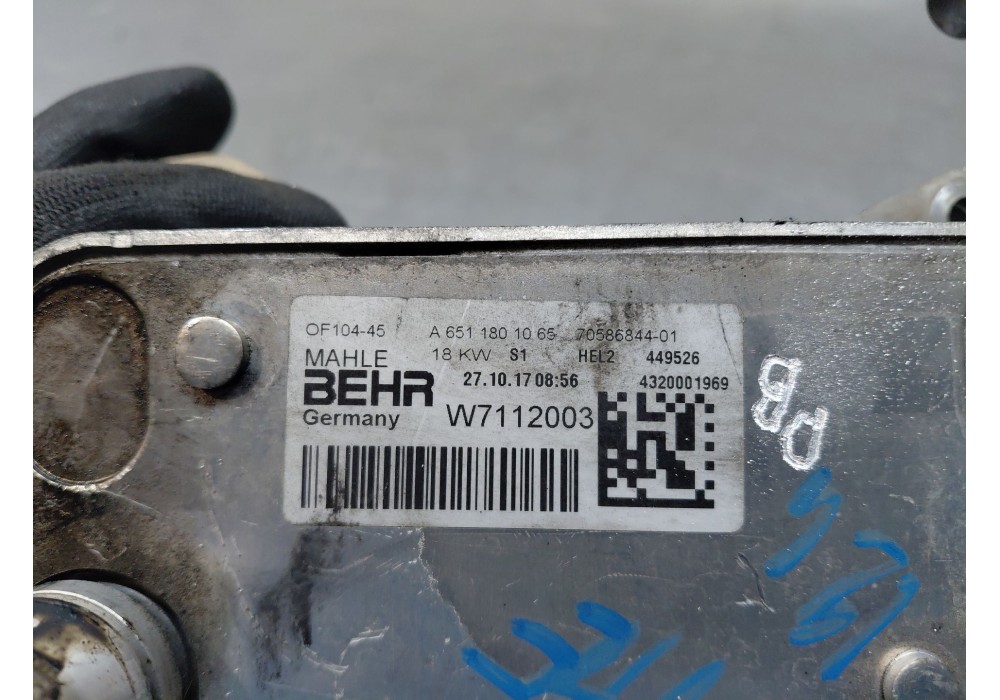 OF104-45 A 651 180 10 65 70586844-01
MAHLE 18 KW S1 HEL2 449526
BEHR 27.10.17 08:56 4320001969
Germany W7112003